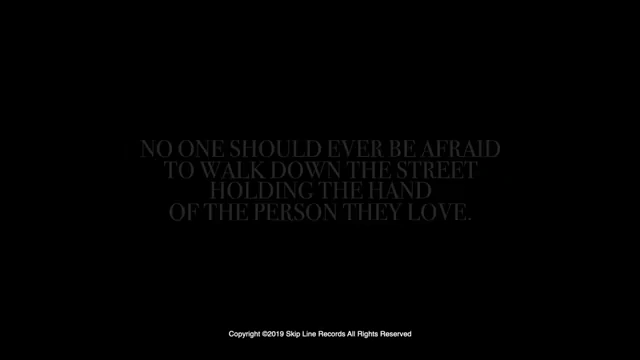 NO ONE SHOULD EVER BE AFRAID
TO WALK DOWN THE STREET
HOLDING THE HAND
OF THE PERSON THEY LOVE.
Copyright ©2019 Skip Line Records All Rights Reserved